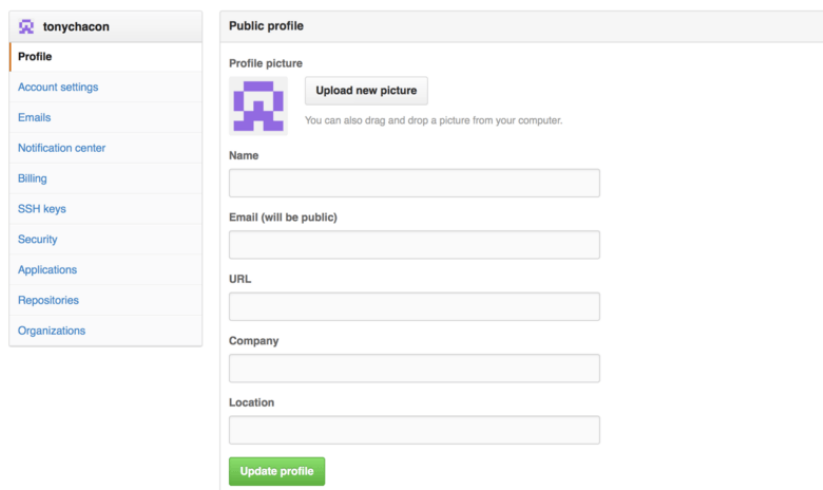 tonychacon
Profile
Account settings
Emails
Notification center
Billing
SSH keys
Security
Applications
Repositories
Organizations
Public profile
Profile picture
Upload new picture
You can also drag and drop a picture from your computer.
Name
Email (will be public)
URL
Company
Location
Update profile